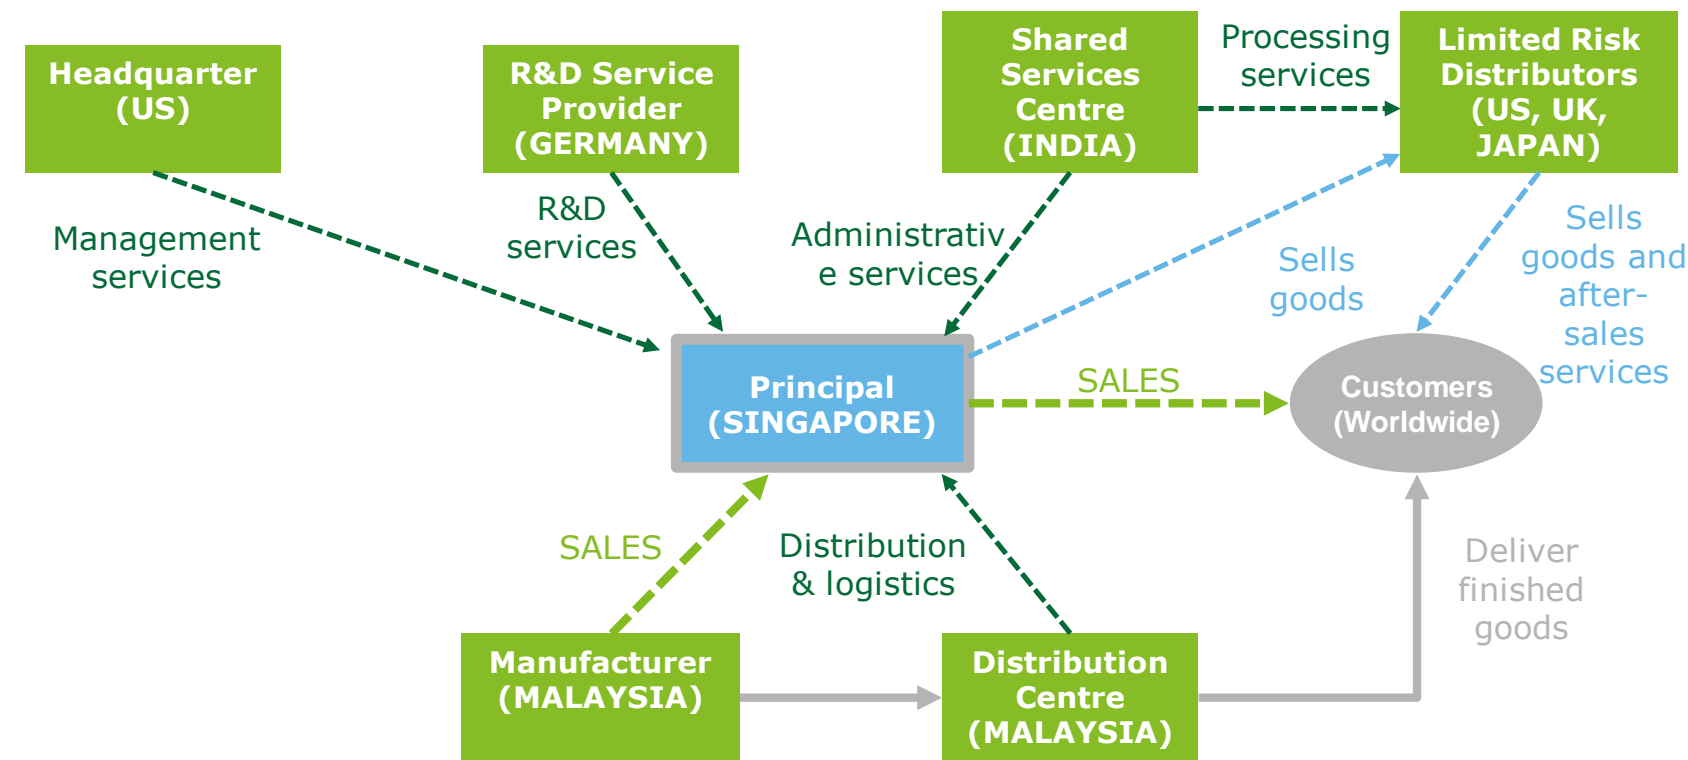 Headquarter
(US)
R&D Service
Provider
(GERMANY)
Shared
Services
Centre
(INDIA)
Processing
services
Limited Risk
Distributors
(US, UK,
JAPAN)
Management
services
R&D
services
Administrativ
e services
Sells
goods
Sells
goods and
after-
sales
services
Principal
(SINGAPORE)
SALES
Customers
(Worldwide)
SALES
Distribution
& logistics
Deliver
finished
goods
Manufacturer
(MALAYSIA)
Distribution
Centre
(MALAYSIA)